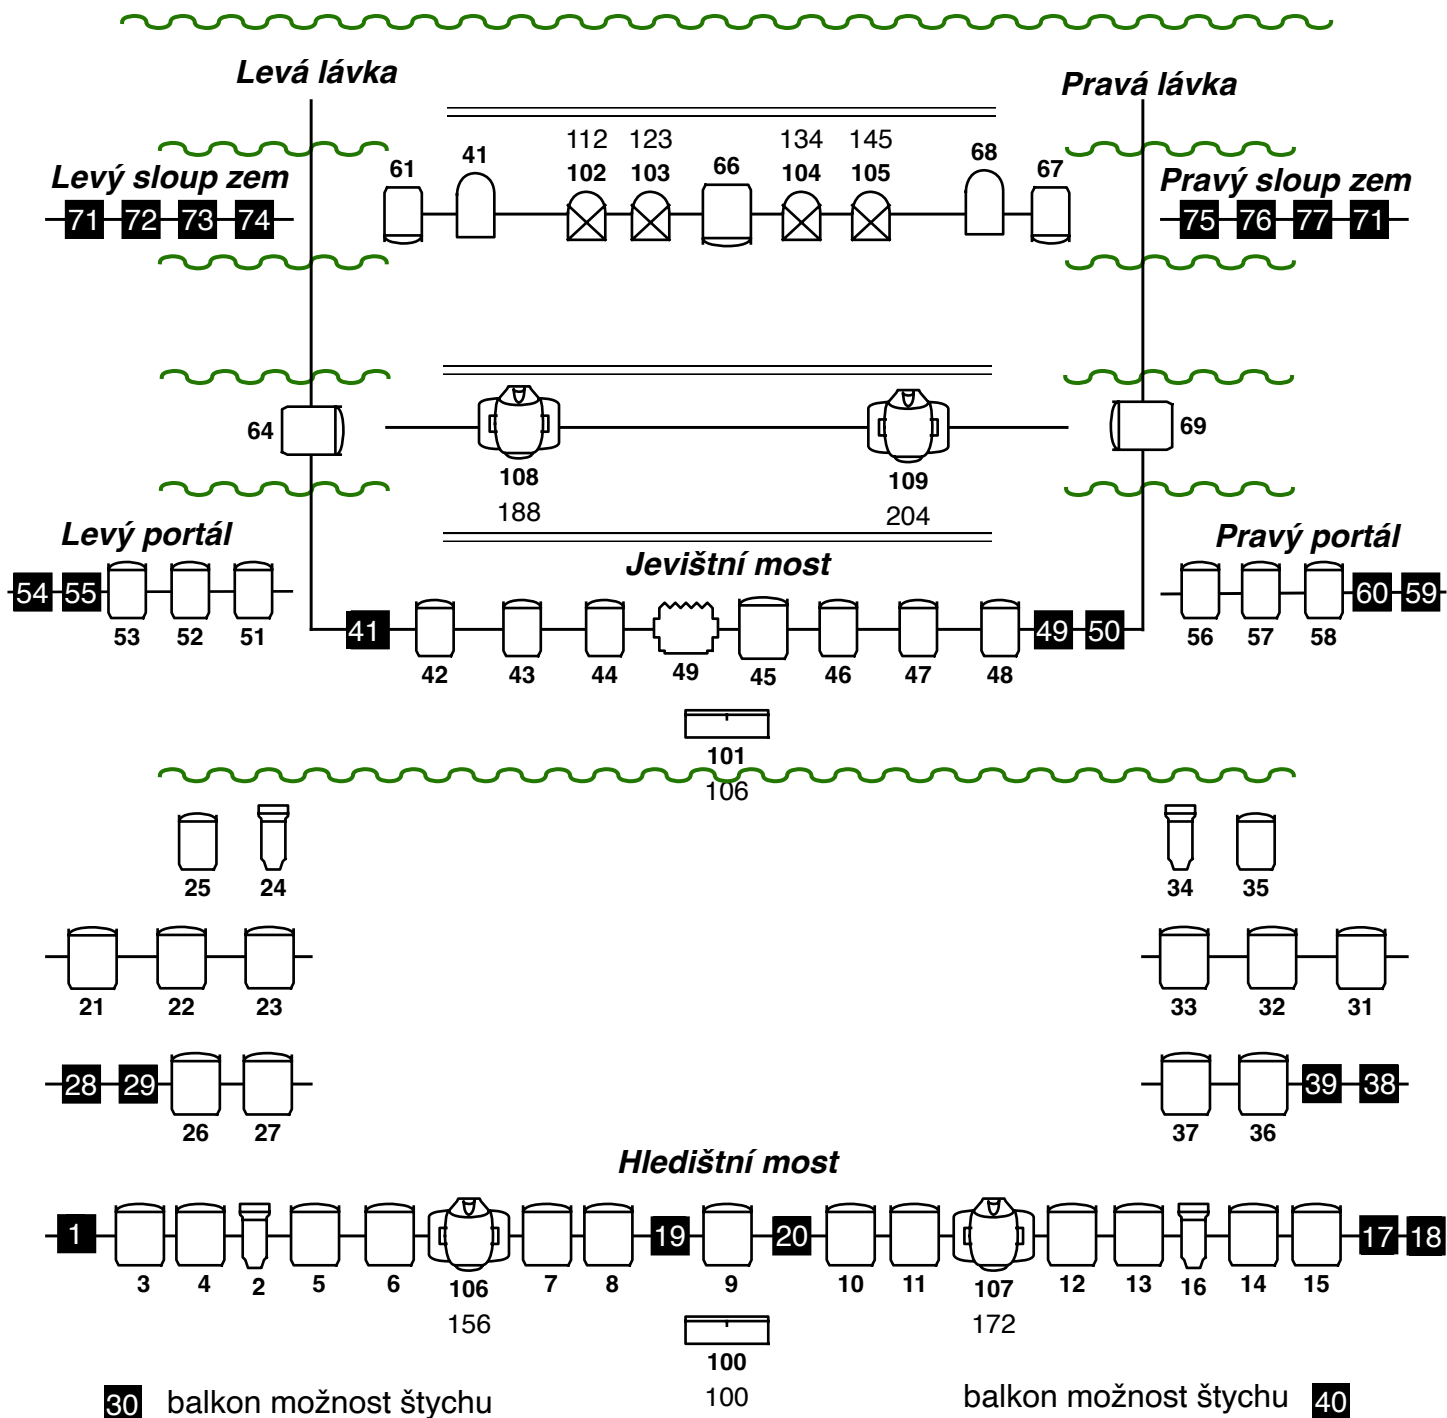 Levá lávka
Pravá lávka
112 123 134 145
61 41 102 103 66 104 105 68 67
Levý sloup zem
Pravý sloup zem
71 72 73 74
75 76 77 71
64
69
108 109
188 204
Levý portál
Jevištní most
Pravý portál
54 55
53 52 51
60 59
56 57 58
41
49 50
42 43 44 49 45 46 47 48
101
106
25 24
34 35
21 22 23
33 32 31
28 29
39 38
26 27
37 36
Hledištní most
1 19 20 17 18
3 4 2 5 6 106 7 8 9 10 11 107 12 13 16 14 15
156 172
100
100
30 balkon možnost štychu
balkon možnost štychu 40